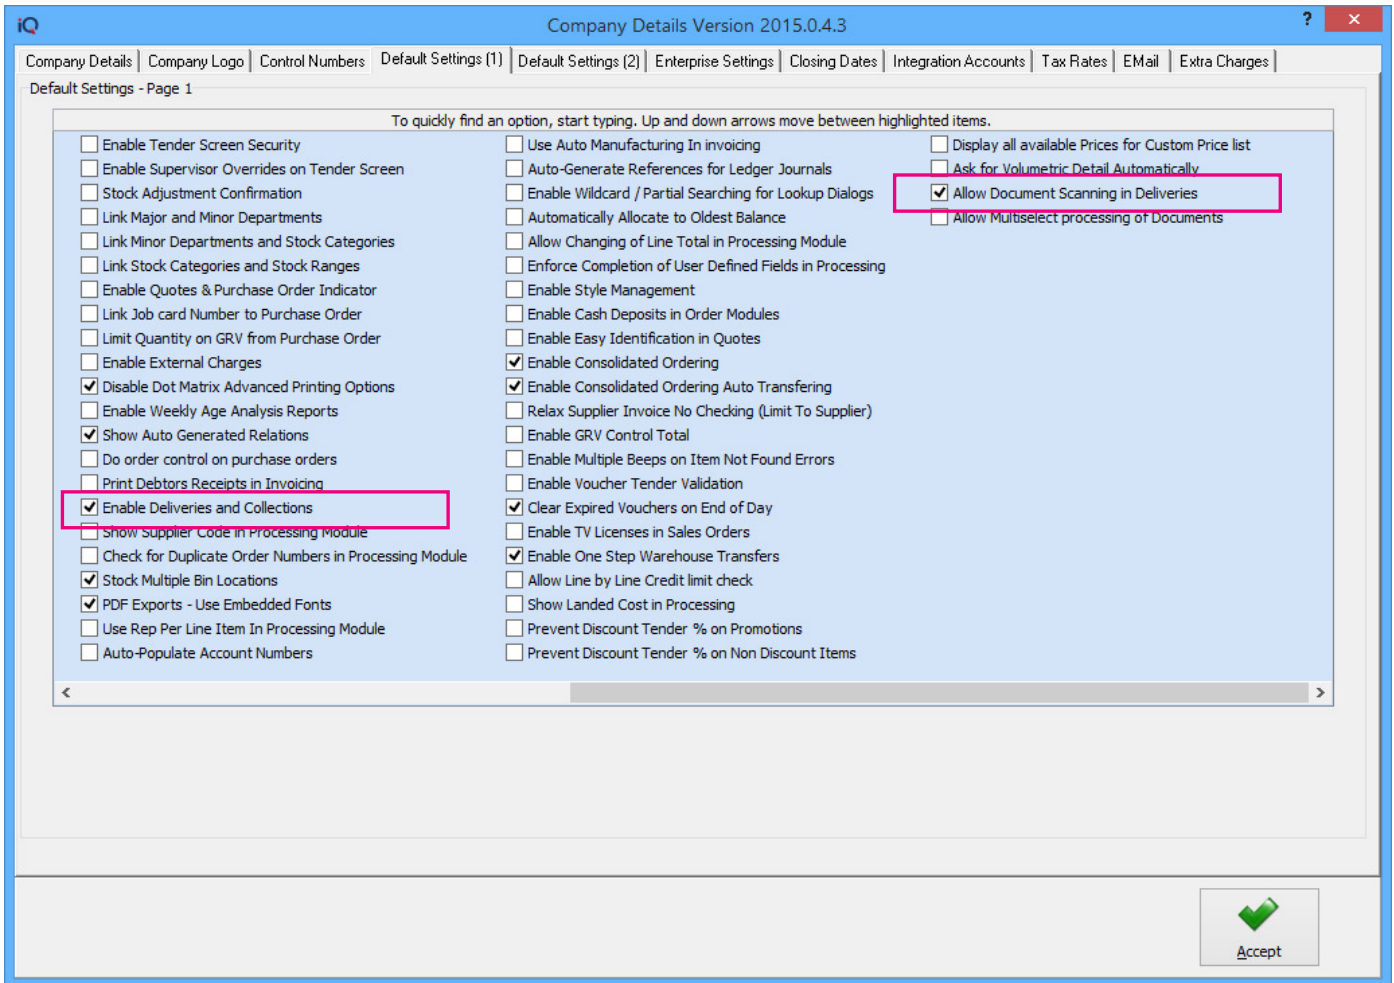 iQ
Company Details Version 2015.0.4.3
?
Company Details
Company Logo
Control Numbers
Default Settings (1)
Default Settings (2)
Enterprise Settings
Closing Dates
Integration Accounts
Tax Rates
EMail
Extra Charges
Default Settings - Page 1
To quickly find an option, start typing. Up and down arrows move between highlighted items.
Enable Tender Screen Security
Enable Supervisor Overrides on Tender Screen
Stock Adjustment Confirmation
Link Major and Minor Departments
Link Minor Departments and Stock Categories
Link Stock Categories and Stock Ranges
Enable Quotes & Purchase Order Indicator
Link Job card Number to Purchase Order
Limit Quantity on GRV from Purchase Order
Enable External Charges
Disable Dot Matrix Advanced Printing Options
Enable Weekly Age Analysis Reports
Show Auto Generated Relations
Do order control on purchase orders
Print Debtors Receipts in Invoicing
Enable Deliveries and Collections
Show Supplier Code in Processing Module
Check for Duplicate Order Numbers in Processing Module
Stock Multiple Bin Locations
PDF Exports - Use Embedded Fonts
Use Rep Per Line Item In Processing Module
Auto-Populate Account Numbers
Use Auto Manufacturing In invoicing
Auto-Generate References for Ledger Journals
Enable Wildcard / Partial Searching for Lookup Dialogs
Automatically Allocate to Oldest Balance
Allow Changing of Line Total in Processing Module
Enforce Completion of User Defined Fields in Processing
Enable Style Management
Enable Cash Deposits in Order Modules
Enable Easy Identification in Quotes
Enable Consolidated Ordering
Enable Consolidated Ordering Auto Transfering
Relax Supplier Invoice No Checking (Limit To Supplier)
Enable GRV Control Total
Enable Multiple Beeps on Item Not Found Errors
Enable Voucher Tender Validation
Clear Expired Vouchers on End of Day
Enable TV Licenses in Sales Orders
Enable One Step Warehouse Transfers
Allow Line by Line Credit limit check
Show Landed Cost in Processing
Prevent Discount Tender % on Promotions
Prevent Discount Tender % on Non Discount Items
Display all available Prices for Custom Price list
Ask for Volumetric Detail Automatically
Allow Document Scanning in Deliveries
Allow Multiselect processing of Documents
Accept